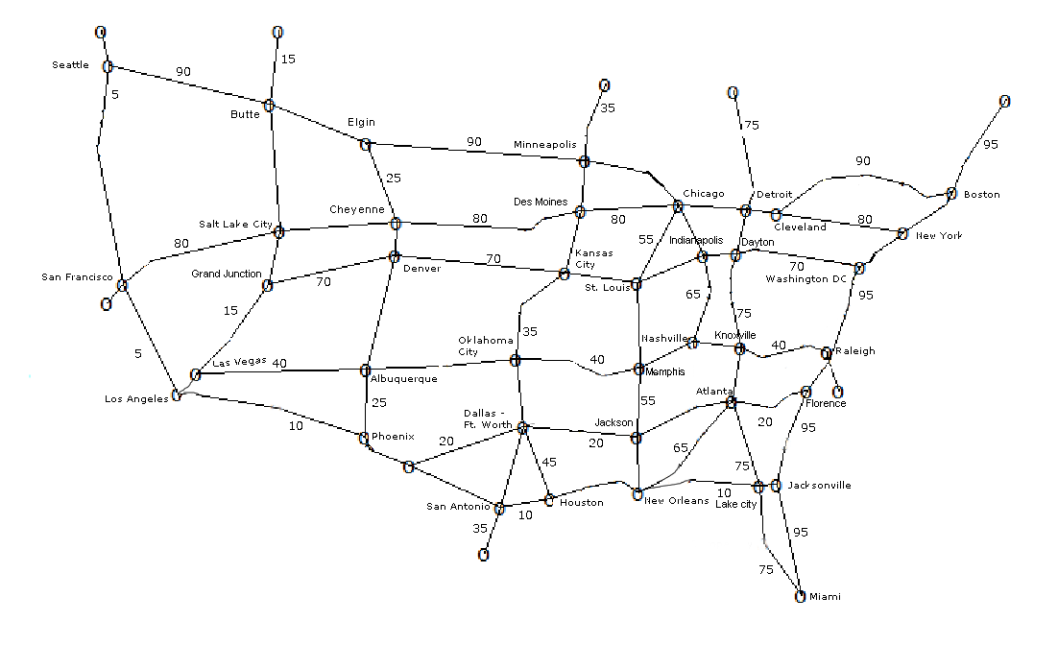 15
Seattle
90
5
35
75
95
Butte
Elgin
90
Minneapolis
90
25
Chicago
Detroit
Boston
Des Moines
Cheyenne
80
80
Cleveland
80
New York
Salt Lake City
55
Indianapolis
Dayton
80
Kansas
City
Denver
70
70
San Francisco
Grand Junction
70
St. Louis
Washington DC
65
95
15
75
35
Oklahoma
City
Nashville
Knoxville
40
Raleigh
5
Las Vegas
40
40
Albuquerque
Memphis
Los Angeles
Atlanta
25
55
Florence
Dallas -
Ft. Worth
Jackson
10
20
95
Phoenix
20
20
65
45
75
Jacksonville
New Orleans
10
Lake city
San Antonio
10
Houston
35
95
75
Miami